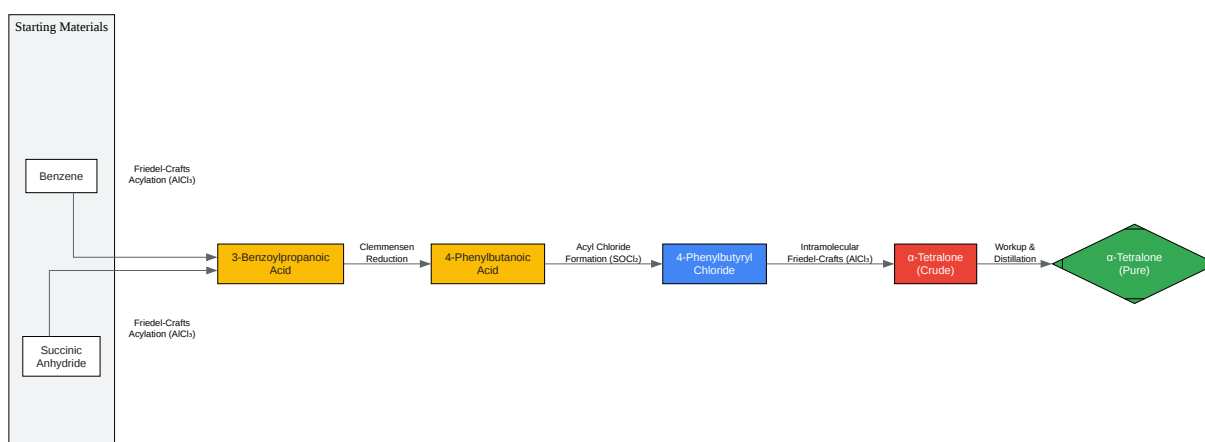 Starting Materials
Benzene
Friedel-Crafts
Acylation (AlCl₃)
3-Benzoylpropanoic
Acid
Clemmensen
Reduction
4-Phenylbutanoic
Acid
Acyl Chloride
Formation (SOCl₂)
4-Phenylbutyryl
Chloride
Intramolecular
Friedel-Crafts (AlCl₃)
α-Tetralone
(Crude)
Workup &
Distillation
α-Tetralone
(Pure)
Friedel-Crafts
Acylation (AlCl₃)
Succinic
Anhydride